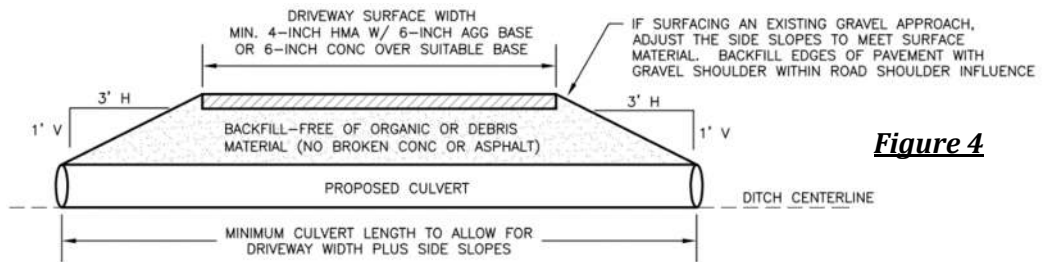 DRIVEWAY SURFACE WIDTH
MIN. 4-INCH HMA W/ 6-INCH AGG BASE
OR 6-INCH CONC OVER SUITABLE BASE
IF SURFACING AN EXISTING GRAVEL APPROACH,
ADJUST THE SIDE SLOPES TO MEET SURFACE
MATERIAL. BACKFILL EDGES OF PAVEMENT WITH
GRAVEL SHOULDER WITHIN ROAD SHOULDER INFLUENCE
3' H
1' V
3' H
1' V
BACKFILL-FREE OF ORGANIC OR DEBRIS
MATERIAL (NO BROKEN CONC OR ASPHALT)
Figure 4
PROPOSED CULVERT
DITCH CENTERLINE
MINIMUM CULVERT LENGTH TO ALLOW FOR
DRIVEWAY WIDTH PLUS SIDE SLOPES